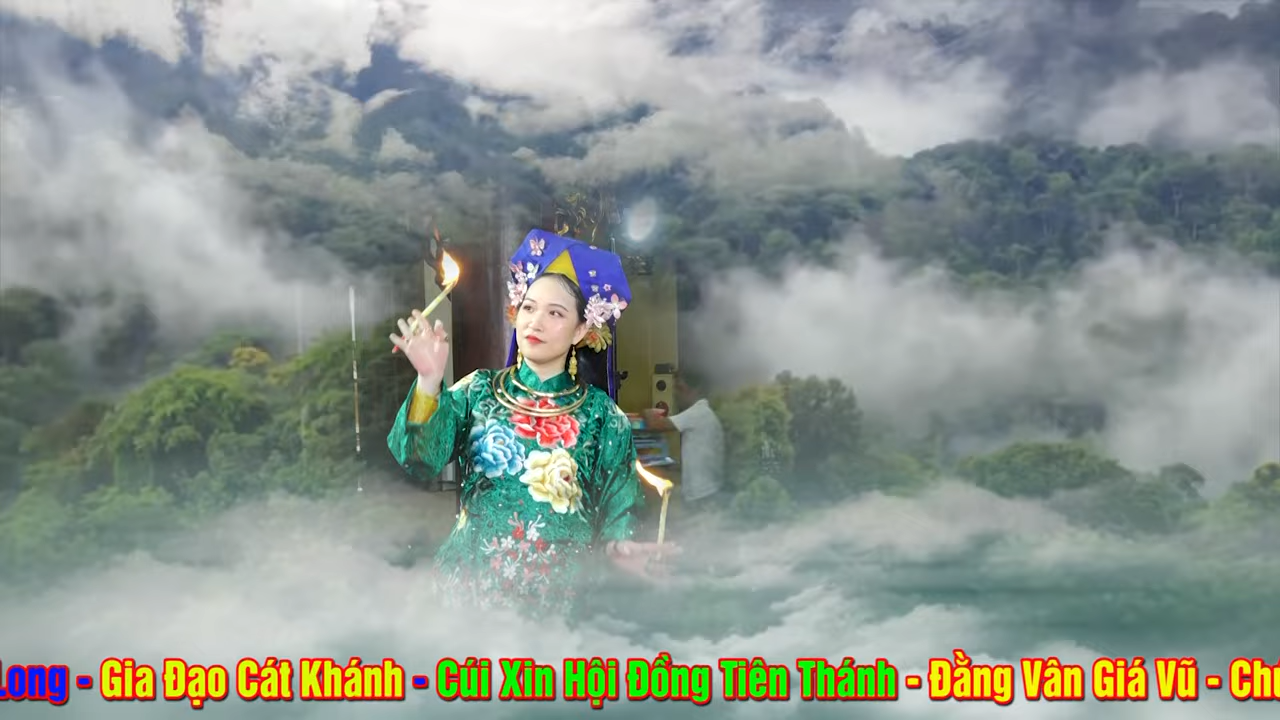 Long - Gia Đạo Cát Khánh - Cúi Xin Hội Đồng Tiên Thánh - Đằng Vân Giá Vũ -